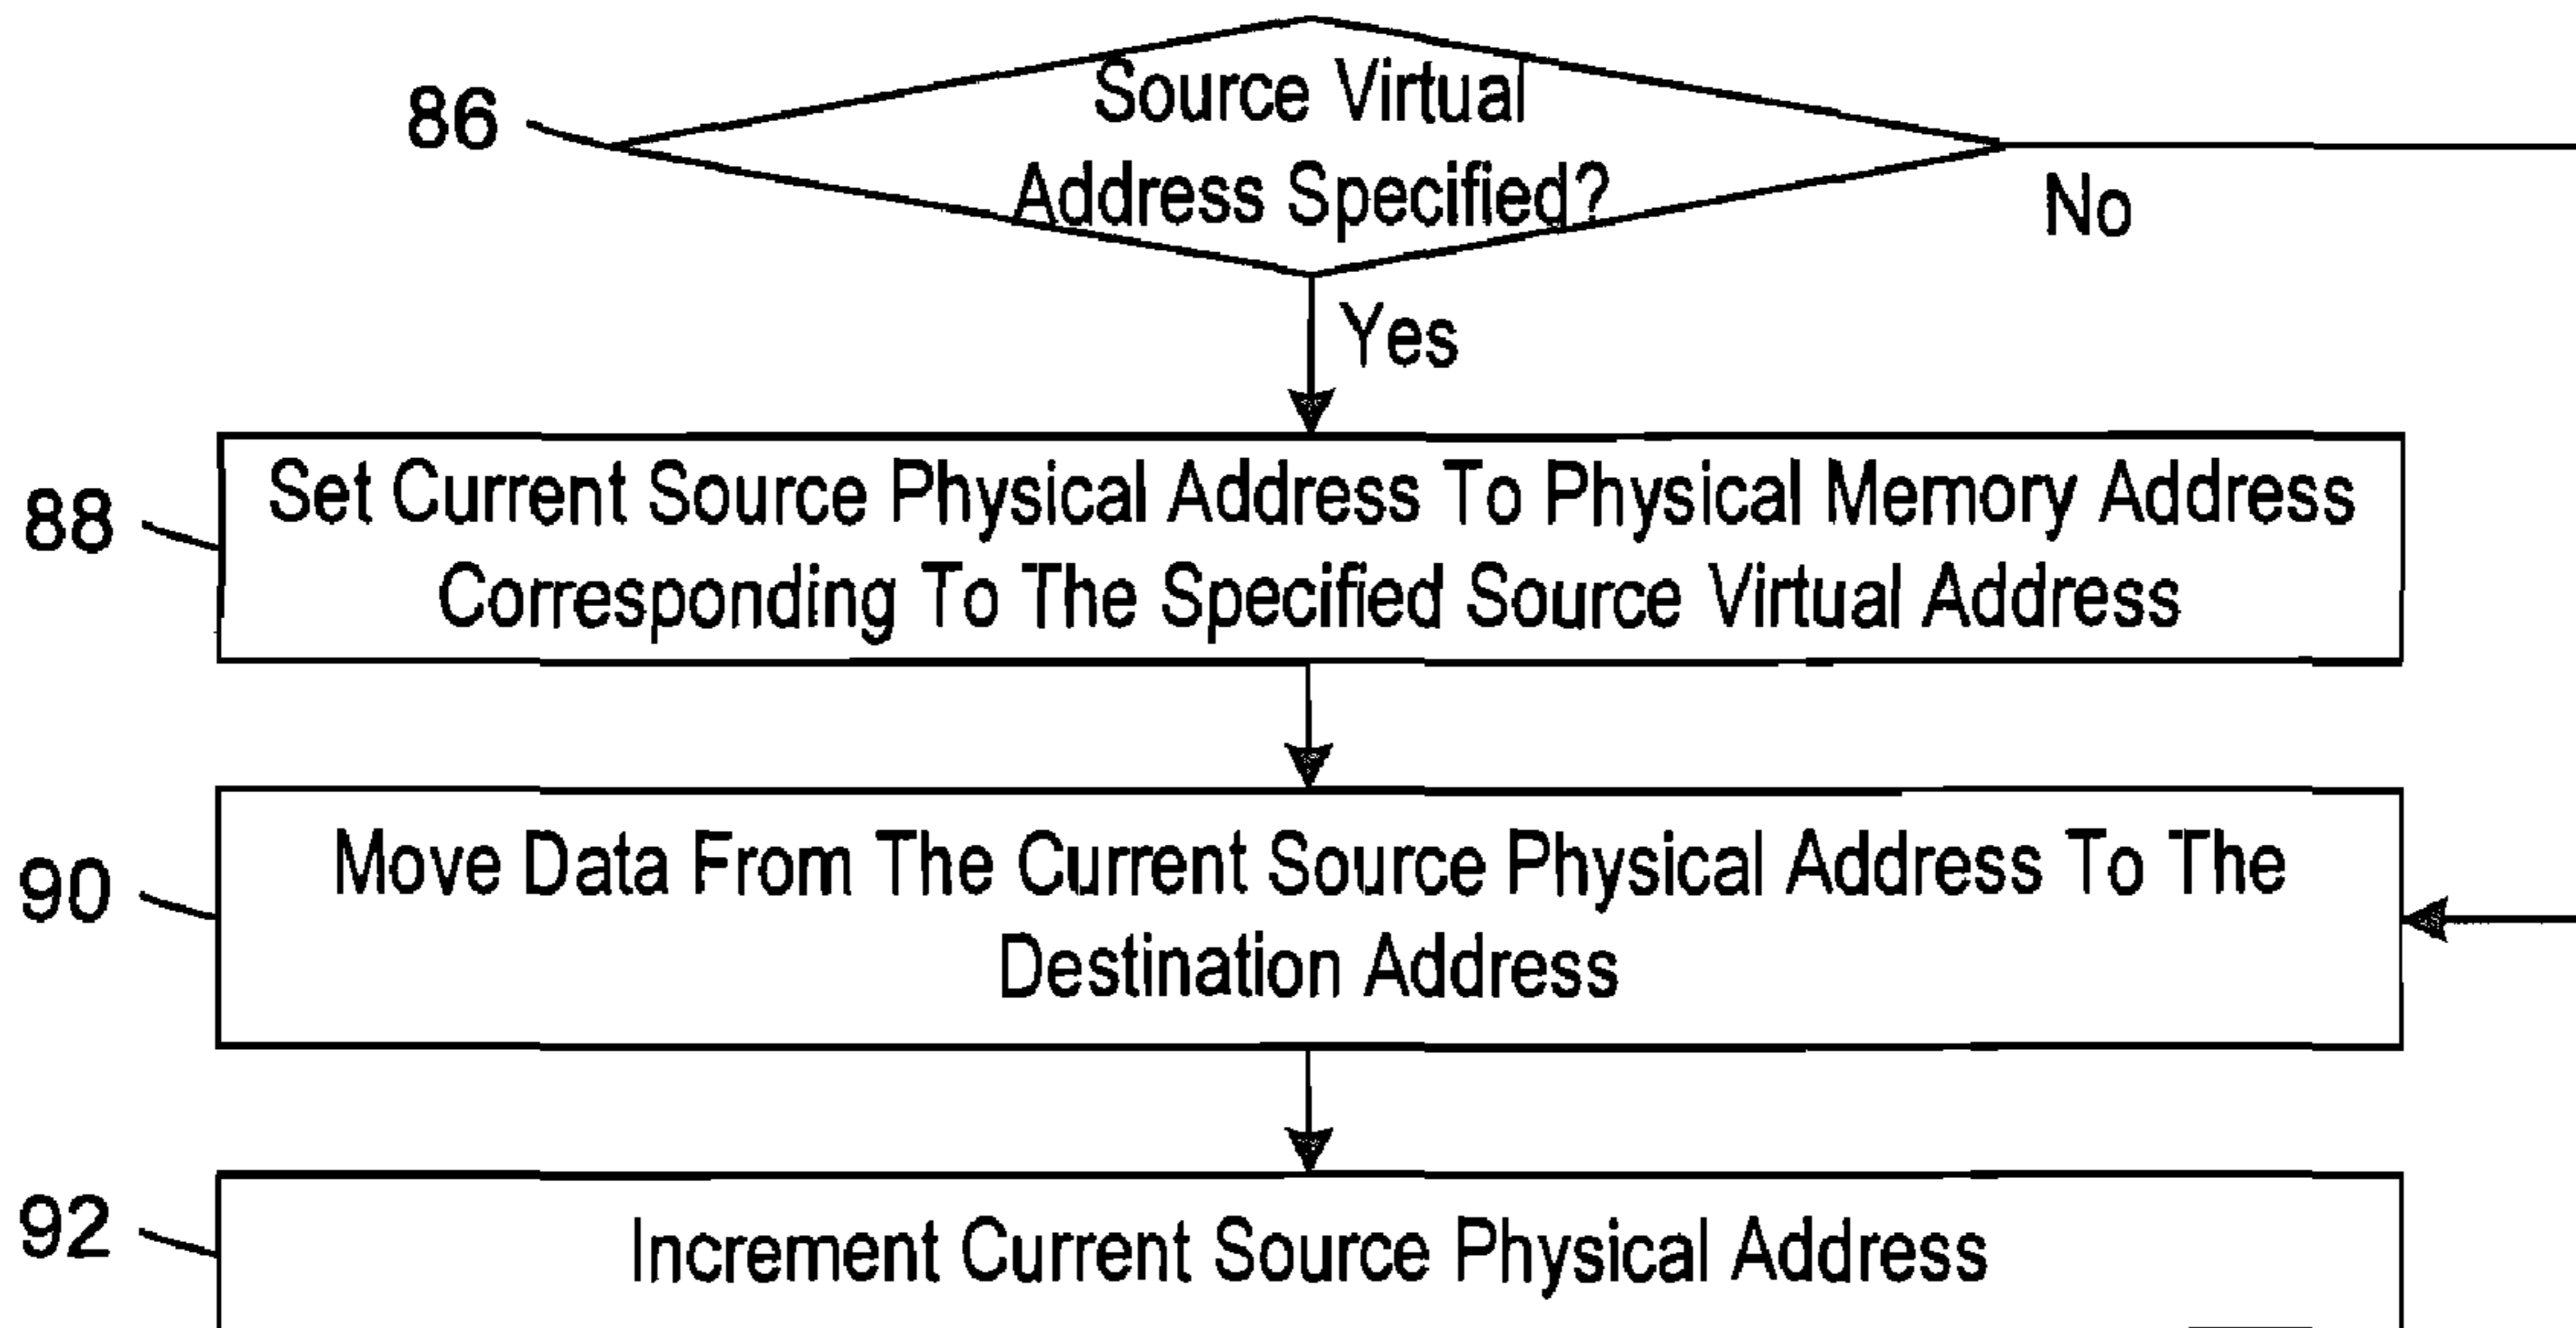 86
Source Virtual
Address Specified?
No
Yes
88
Set Current Source Physical Address To Physical Memory Address
Corresponding To The Specified Source Virtual Address
90
Move Data From The Current Source Physical Address To The
Destination Address
92
Increment Current Source Physical Address